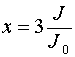 x = 3 J / J₀